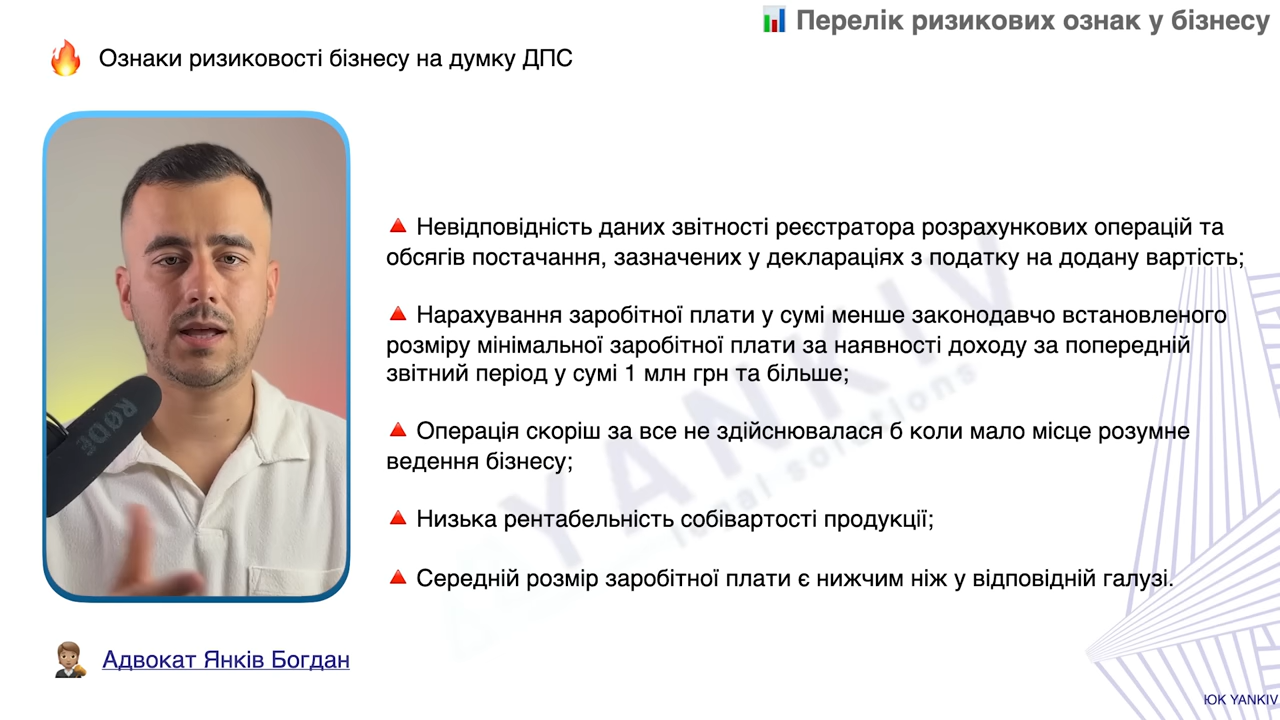 📊 Перелік ризикових ознак у бізнесу
🔥 Ознаки ризиковості бізнесу на думку ДПС
🔺 Невідповідність даних звітності реєстратора розрахункових операцій та
обсягів постачання, зазначених у деклараціях з податку на додану вартість;
🔺 Нарахування заробітної плати у сумі менше законодавчо встановленого
розміру мінімальної заробітної плати за наявності доходу за попередній
звітний період у сумі 1 млн грн та більше;
🔺 Операція скоріш за все не здійснювалася б коли мало місце розумне
ведення бізнесу;
🔺 Низька рентабельність собівартості продукції;
🔺 Середній розмір заробітної плати є нижчим ніж у відповідній галузі.
RØDE
YANKIV
legal solutions
Адвокат Янків Богдан
ЮК YANKIV